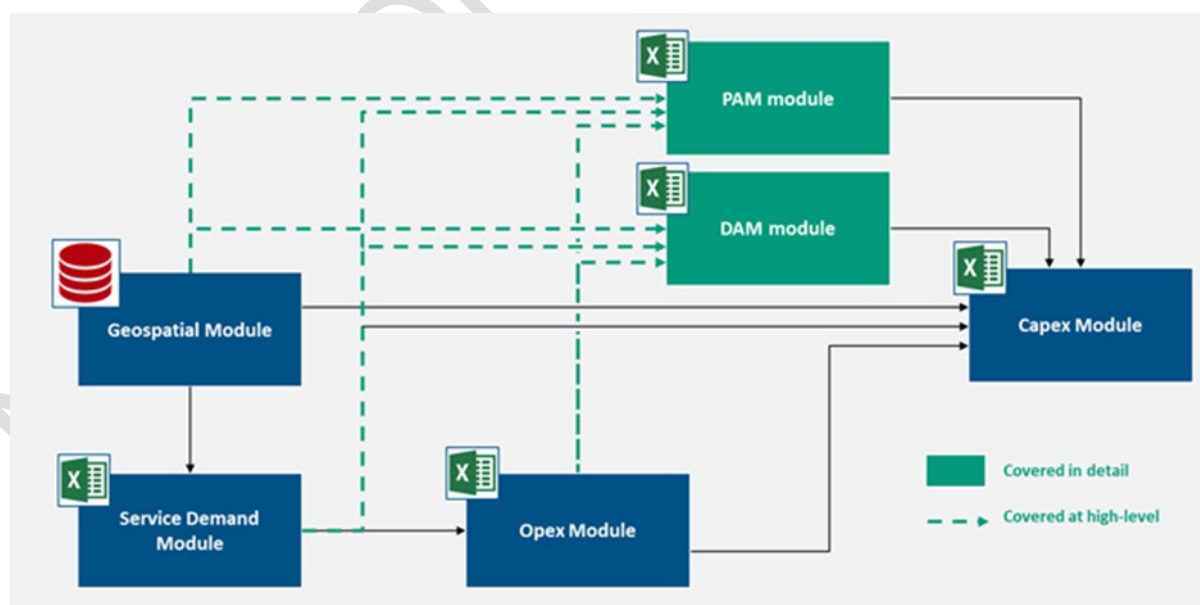 PAM module
DAM module
Geospatial Module
Capex Module
Service Demand
Module
Opex Module
Covered in detail
Covered at high-level